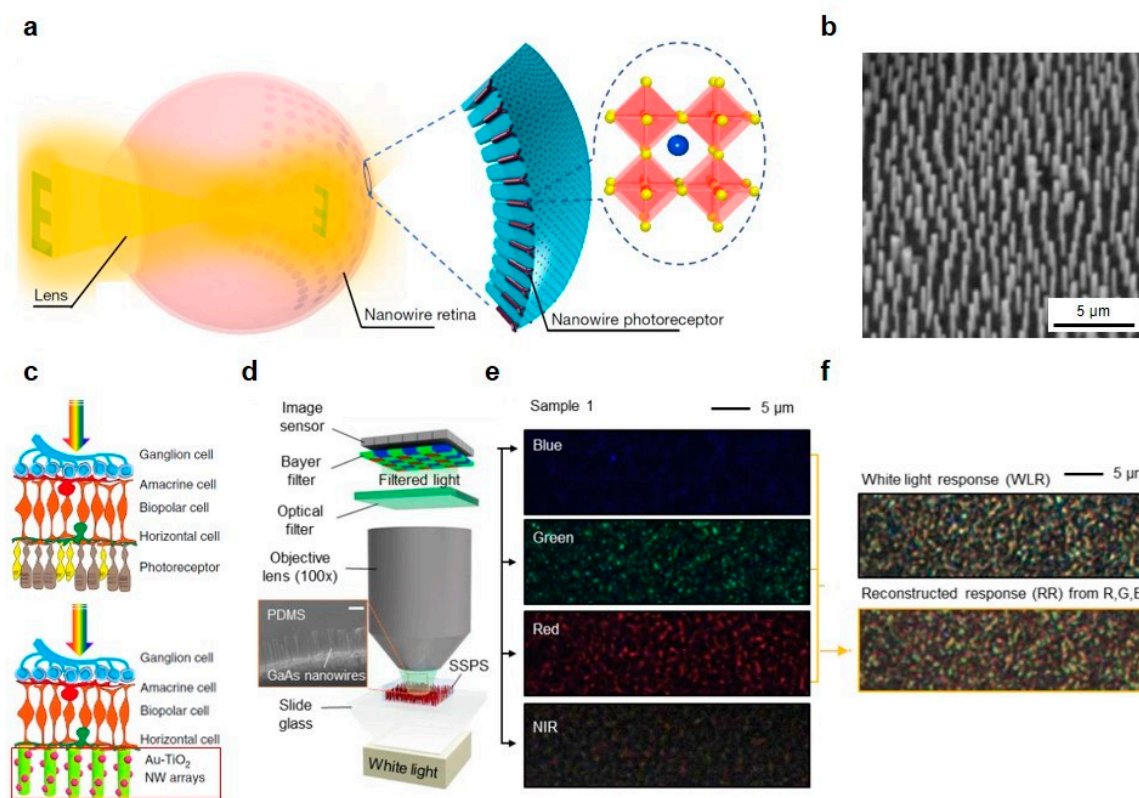 a
b
E
E
Lens
Nanowire retina
Nanowire photoreceptor
5 µm
c
d
e
f
Ganglion cell
Amacrine cell
Biopolar cell
Horizontal cell
Photoreceptor
Ganglion cell
Amacrine cell
Biopolar cell
Horizontal cell
Au-TiO2
NW arrays
Image
sensor
Bayer
filter
Filtered light
Optical
filter
Objective
lens (100x)
PDMS
GaAs nanowires
SSPS
Slide
glass
White light
Sample 1
5 µm
Blue
Green
Red
NIR
White light response (WLR)
5 µm
Reconstructed response (RR) from R,G,B